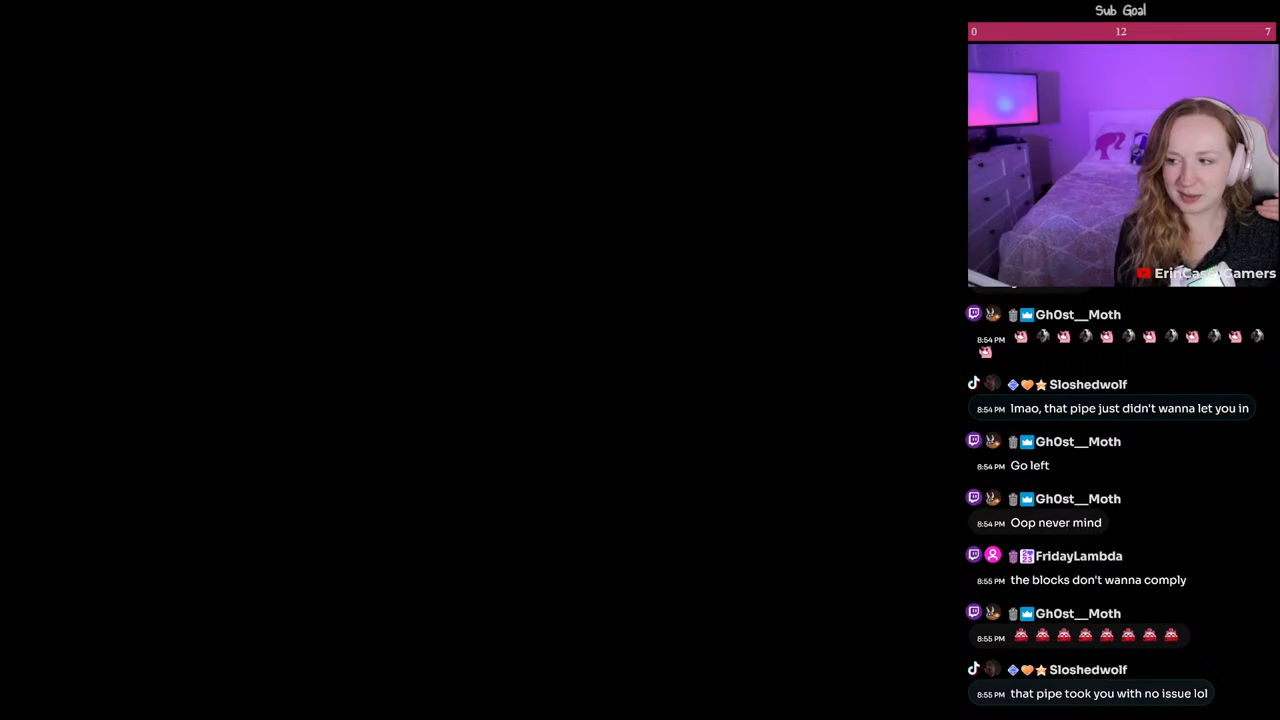 Sub Goal
0 12 7
Gh0st__Moth
8:54 PM
Sloshedwolf
8:54 PM lmao, that pipe just didn't wanna let you in
Gh0st__Moth
8:54 PM Go left
Gh0st__Moth
8:54 PM Oop never mind
FridayLambda
8:55 PM the blocks don't wanna comply
Gh0st__Moth
8:55 PM
Sloshedwolf
8:55 PM that pipe took you with no issue lol